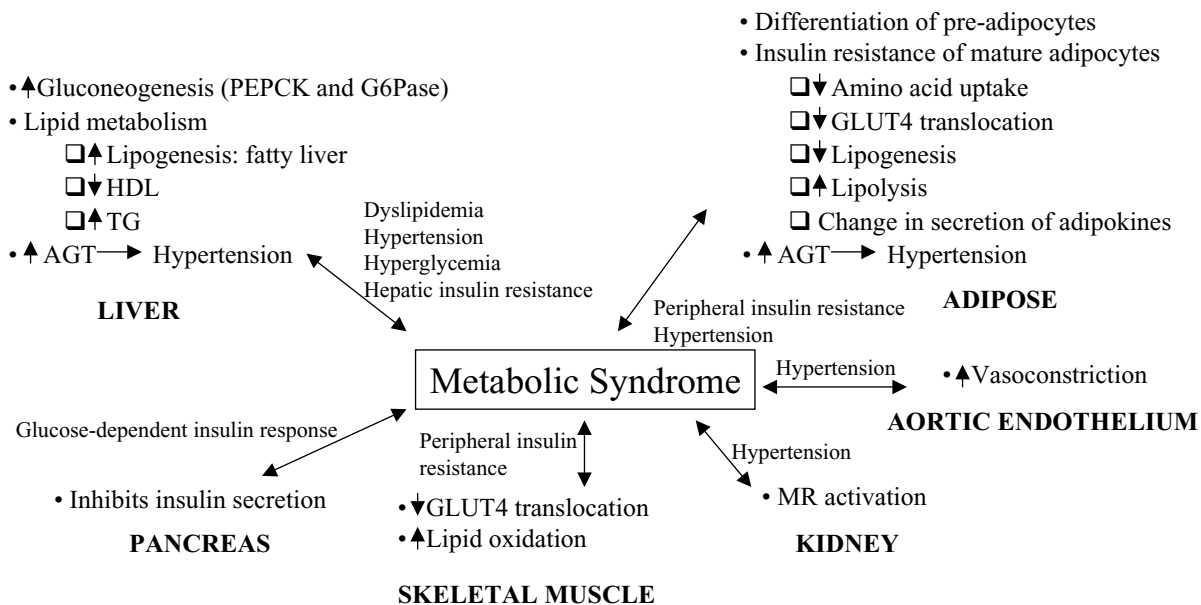 • ↑Gluconeogenesis (PEPCK and G6Pase)
• Lipid metabolism
❑↑Lipogenesis: fatty liver
❑↓HDL
❑↑TG
• ↑ AGT → Hypertension
LIVER
Dyslipidemia
Hypertension
Hyperglycemia
Hepatic insulin resistance
• Differentiation of pre-adipocytes
• Insulin resistance of mature adipocytes
❑↓Amino acid uptake
❑↓GLUT4 translocation
❑↓Lipogenesis
❑↑Lipolysis
❑ Change in secretion of adipokines
• ↑ AGT → Hypertension
ADIPOSE
Peripheral insulin resistance
Hypertension
Metabolic Syndrome
Hypertension
• ↑Vasoconstriction
AORTIC ENDOTHELIUM
Glucose-dependent insulin response
• Inhibits insulin secretion
PANCREAS
Peripheral insulin
resistance
• ↓GLUT4 translocation
• ↑Lipid oxidation
SKELETAL MUSCLE
Hypertension
• MR activation
KIDNEY